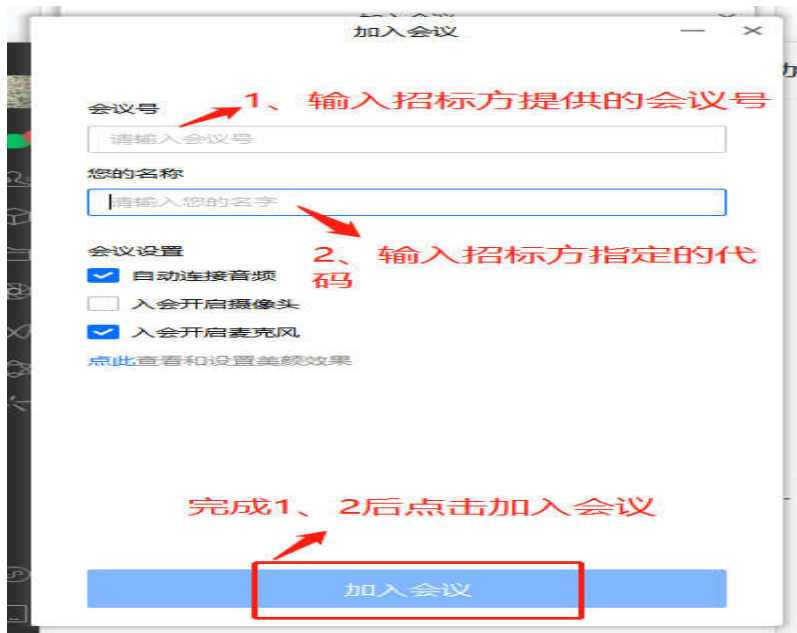 加入会议
1、输入招标方提供的会议号
会议号
请输入会议号
您的名称
请输入您的名字
2、输入招标方指定的代
码
会议设置
自动连接音频
入会开启摄像头
入会开启麦克风
点此查看和设置美颜效果
完成1、2后点击加入会议
加入会议